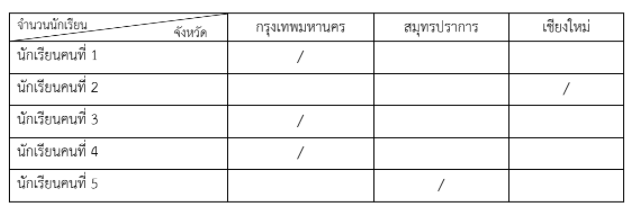 จำนวนนักเรียน จังหวัด กรุงเทพมหานคร สมุทรปราการ เชียงใหม่
นักเรียนคนที่ 1 /
นักเรียนคนที่ 2 /
นักเรียนคนที่ 3 /
นักเรียนคนที่ 4 /
นักเรียนคนที่ 5 /